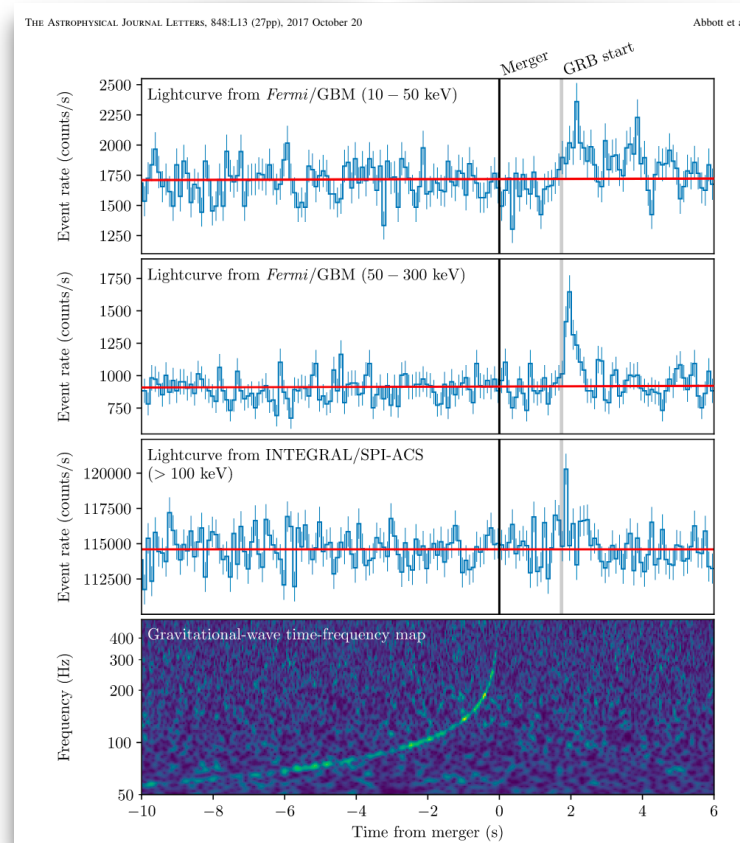 THE ASTROPHYSICAL JOURNAL LETTERS, 848:L13 (27pp), 2017 October 20
Abbott et a
Merger
GRB start
Lightcurve from Fermi/GBM (10 − 50 keV)
Event rate (counts/s)
2500
2250
2000
1750
1500
1250
Lightcurve from Fermi/GBM (50 − 300 keV)
Event rate (counts/s)
1750
1500
1250
1000
750
Lightcurve from INTEGRAL/SPI-ACS
(> 100 keV)
Event rate (counts/s)
120000
117500
115000
112500
Gravitational-wave time-frequency map
Frequency (Hz)
400
300
200
100
50
−10 −8 −6 −4 −2 0 2 4 6
Time from merger (s)